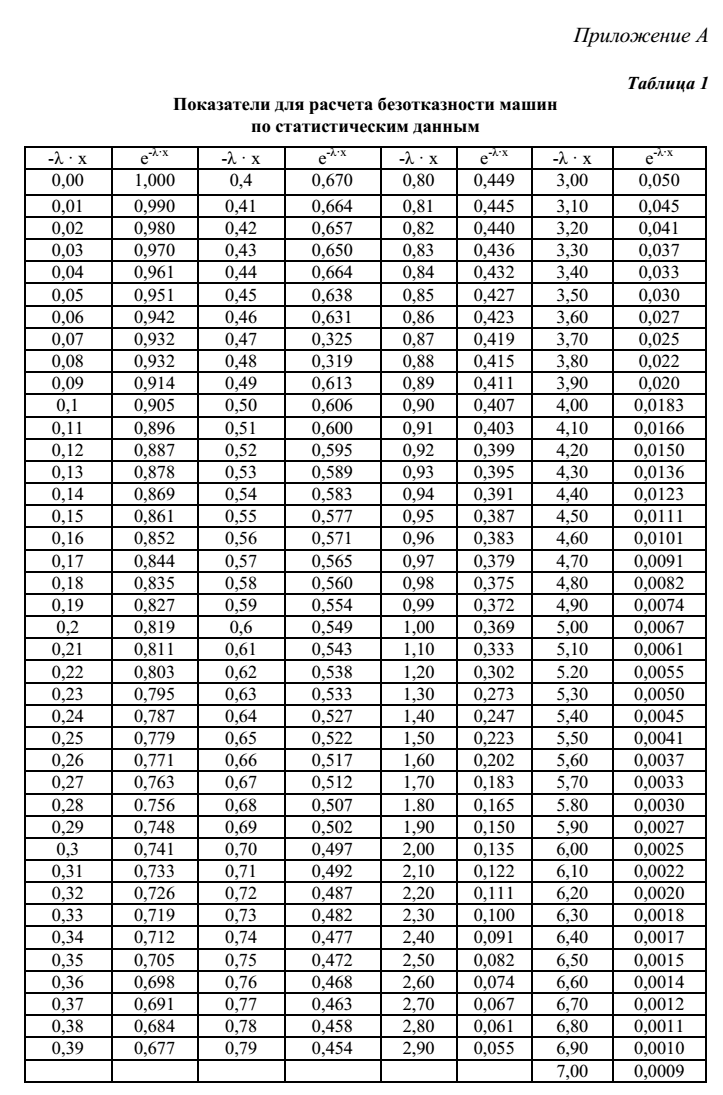 Приложение А
Таблица 1
Показатели для расчета безотказности машин
по статистическим данным
-λ · x e-λ·x -λ · x e-λ·x -λ · x e-λ·x -λ · x e-λ·x
0,00 1,000 0,4 0,670 0,80 0,449 3,00 0,050
0,01 0,990 0,41 0,664 0,81 0,445 3,10 0,045
0,02 0,980 0,42 0,657 0,82 0,440 3,20 0,041
0,03 0,970 0,43 0,650 0,83 0,436 3,30 0,037
0,04 0,961 0,44 0,664 0,84 0,432 3,40 0,033
0,05 0,951 0,45 0,638 0,85 0,427 3,50 0,030
0,06 0,942 0,46 0,631 0,86 0,423 3,60 0,027
0,07 0,932 0,47 0,325 0,87 0,419 3,70 0,025
0,08 0,932 0,48 0,319 0,88 0,415 3,80 0,022
0,09 0,914 0,49 0,613 0,89 0,411 3,90 0,020
0,1 0,905 0,50 0,606 0,90 0,407 4,00 0,0183
0,11 0,896 0,51 0,600 0,91 0,403 4,10 0,0166
0,12 0,887 0,52 0,595 0,92 0,399 4,20 0,0150
0,13 0,878 0,53 0,589 0,93 0,395 4,30 0,0136
0,14 0,869 0,54 0,583 0,94 0,391 4,40 0,0123
0,15 0,861 0,55 0,577 0,95 0,387 4,50 0,0111
0,16 0,852 0,56 0,571 0,96 0,383 4,60 0,0101
0,17 0,844 0,57 0,565 0,97 0,379 4,70 0,0091
0,18 0,835 0,58 0,560 0,98 0,375 4,80 0,0082
0,19 0,827 0,59 0,554 0,99 0,372 4,90 0,0074
0,2 0,819 0,6 0,549 1,00 0,369 5,00 0,0067
0,21 0,811 0,61 0,543 1,10 0,333 5,10 0,0061
0,22 0,803 0,62 0,538 1,20 0,302 5.20 0,0055
0,23 0,795 0,63 0,533 1,30 0,273 5,30 0,0050
0,24 0,787 0,64 0,527 1,40 0,247 5,40 0,0045
0,25 0,779 0,65 0,522 1,50 0,223 5,50 0,0041
0,26 0,771 0,66 0,517 1,60 0,202 5,60 0,0037
0,27 0,763 0,67 0,512 1,70 0,183 5,70 0,0033
0,28 0,756 0,68 0,507 1.80 0,165 5.80 0,0030
0,29 0,748 0,69 0,502 1,90 0,150 5,90 0,0027
0,3 0,741 0,70 0,497 2,00 0,135 6,00 0,0025
0,31 0,733 0,71 0,492 2,10 0,122 6,10 0,0022
0,32 0,726 0,72 0,487 2,20 0,111 6,20 0,0020
0,33 0,719 0,73 0,482 2,30 0,100 6,30 0,0018
0,34 0,712 0,74 0,477 2,40 0,091 6,40 0,0017
0,35 0,705 0,75 0,472 2,50 0,082 6,50 0,0015
0,36 0,698 0,76 0,468 2,60 0,074 6,60 0,0014
0,37 0,691 0,77 0,463 2,70 0,067 6,70 0,0012
0,38 0,684 0,78 0,458 2,80 0,061 6,80 0,0011
0,39 0,677 0,79 0,454 2,90 0,055 6,90 0,0010
7,00 0,0009